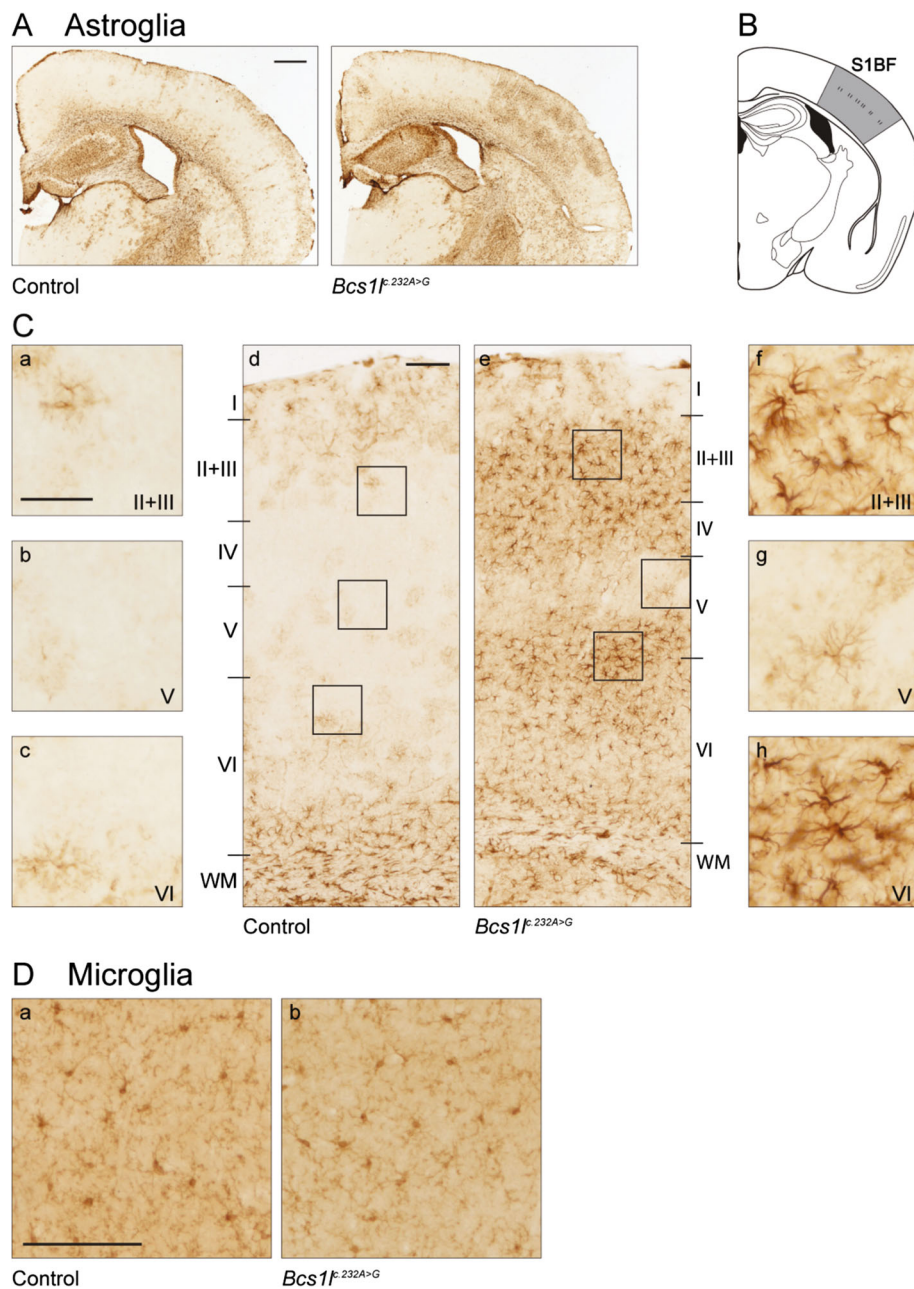 A Astroglia
B
S1BF
Control
Bcs1l^c.232A>G
C
a
II+III
b
V
c
VI
d
I
II+III
IV
V
VI
WM
Control
e
I
II+III
IV
V
VI
WM
Bcs1l^c.232A>G
f
II+III
g
V
h
VI
D Microglia
a
b
Control
Bcs1l^c.232A>G